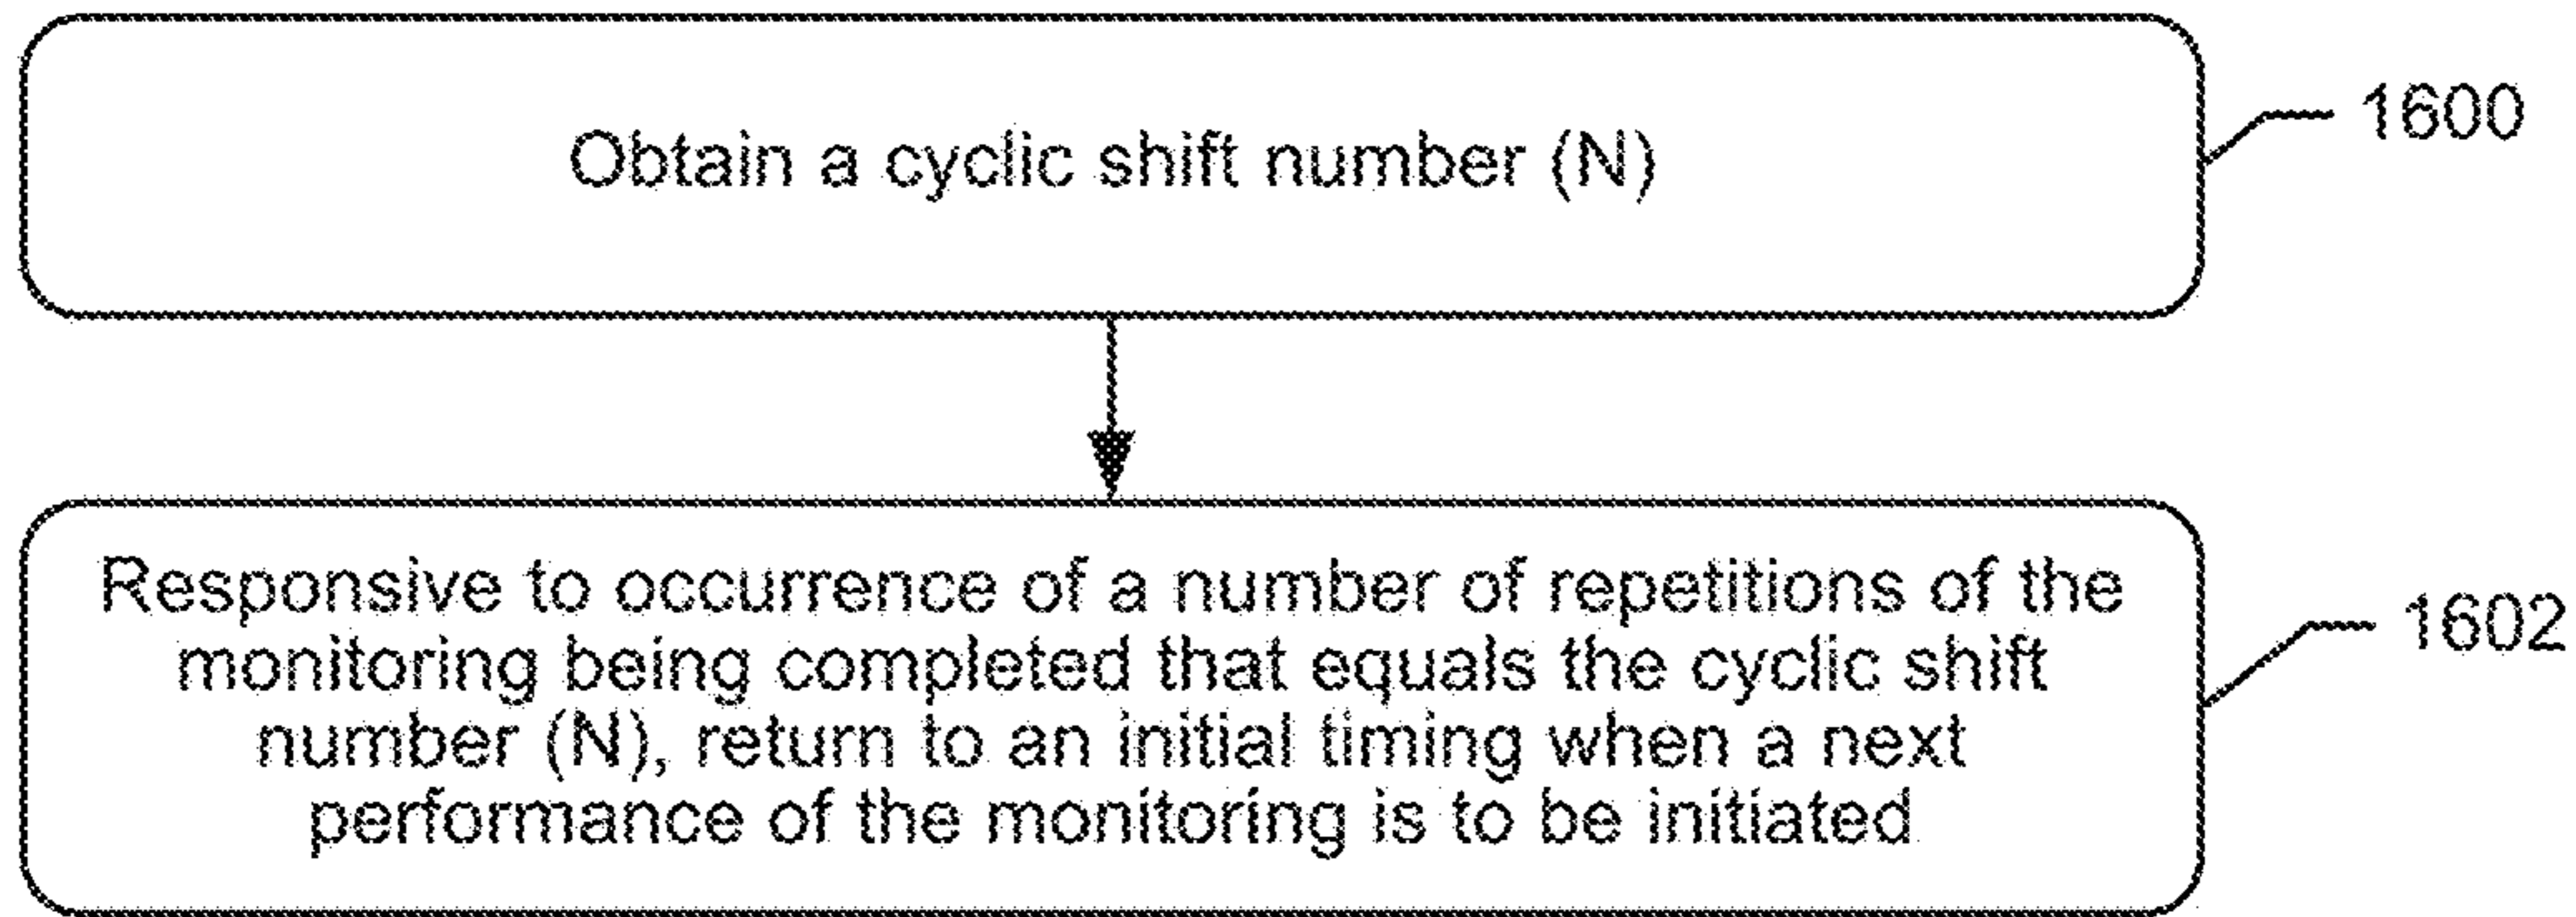 Obtain a cyclic shift number (N)
1600
Responsive to occurrence of a number of repetitions of the
monitoring being completed that equals the cyclic shift
number (N), return to an initial timing when a next
performance of the monitoring is to be initiated
1602